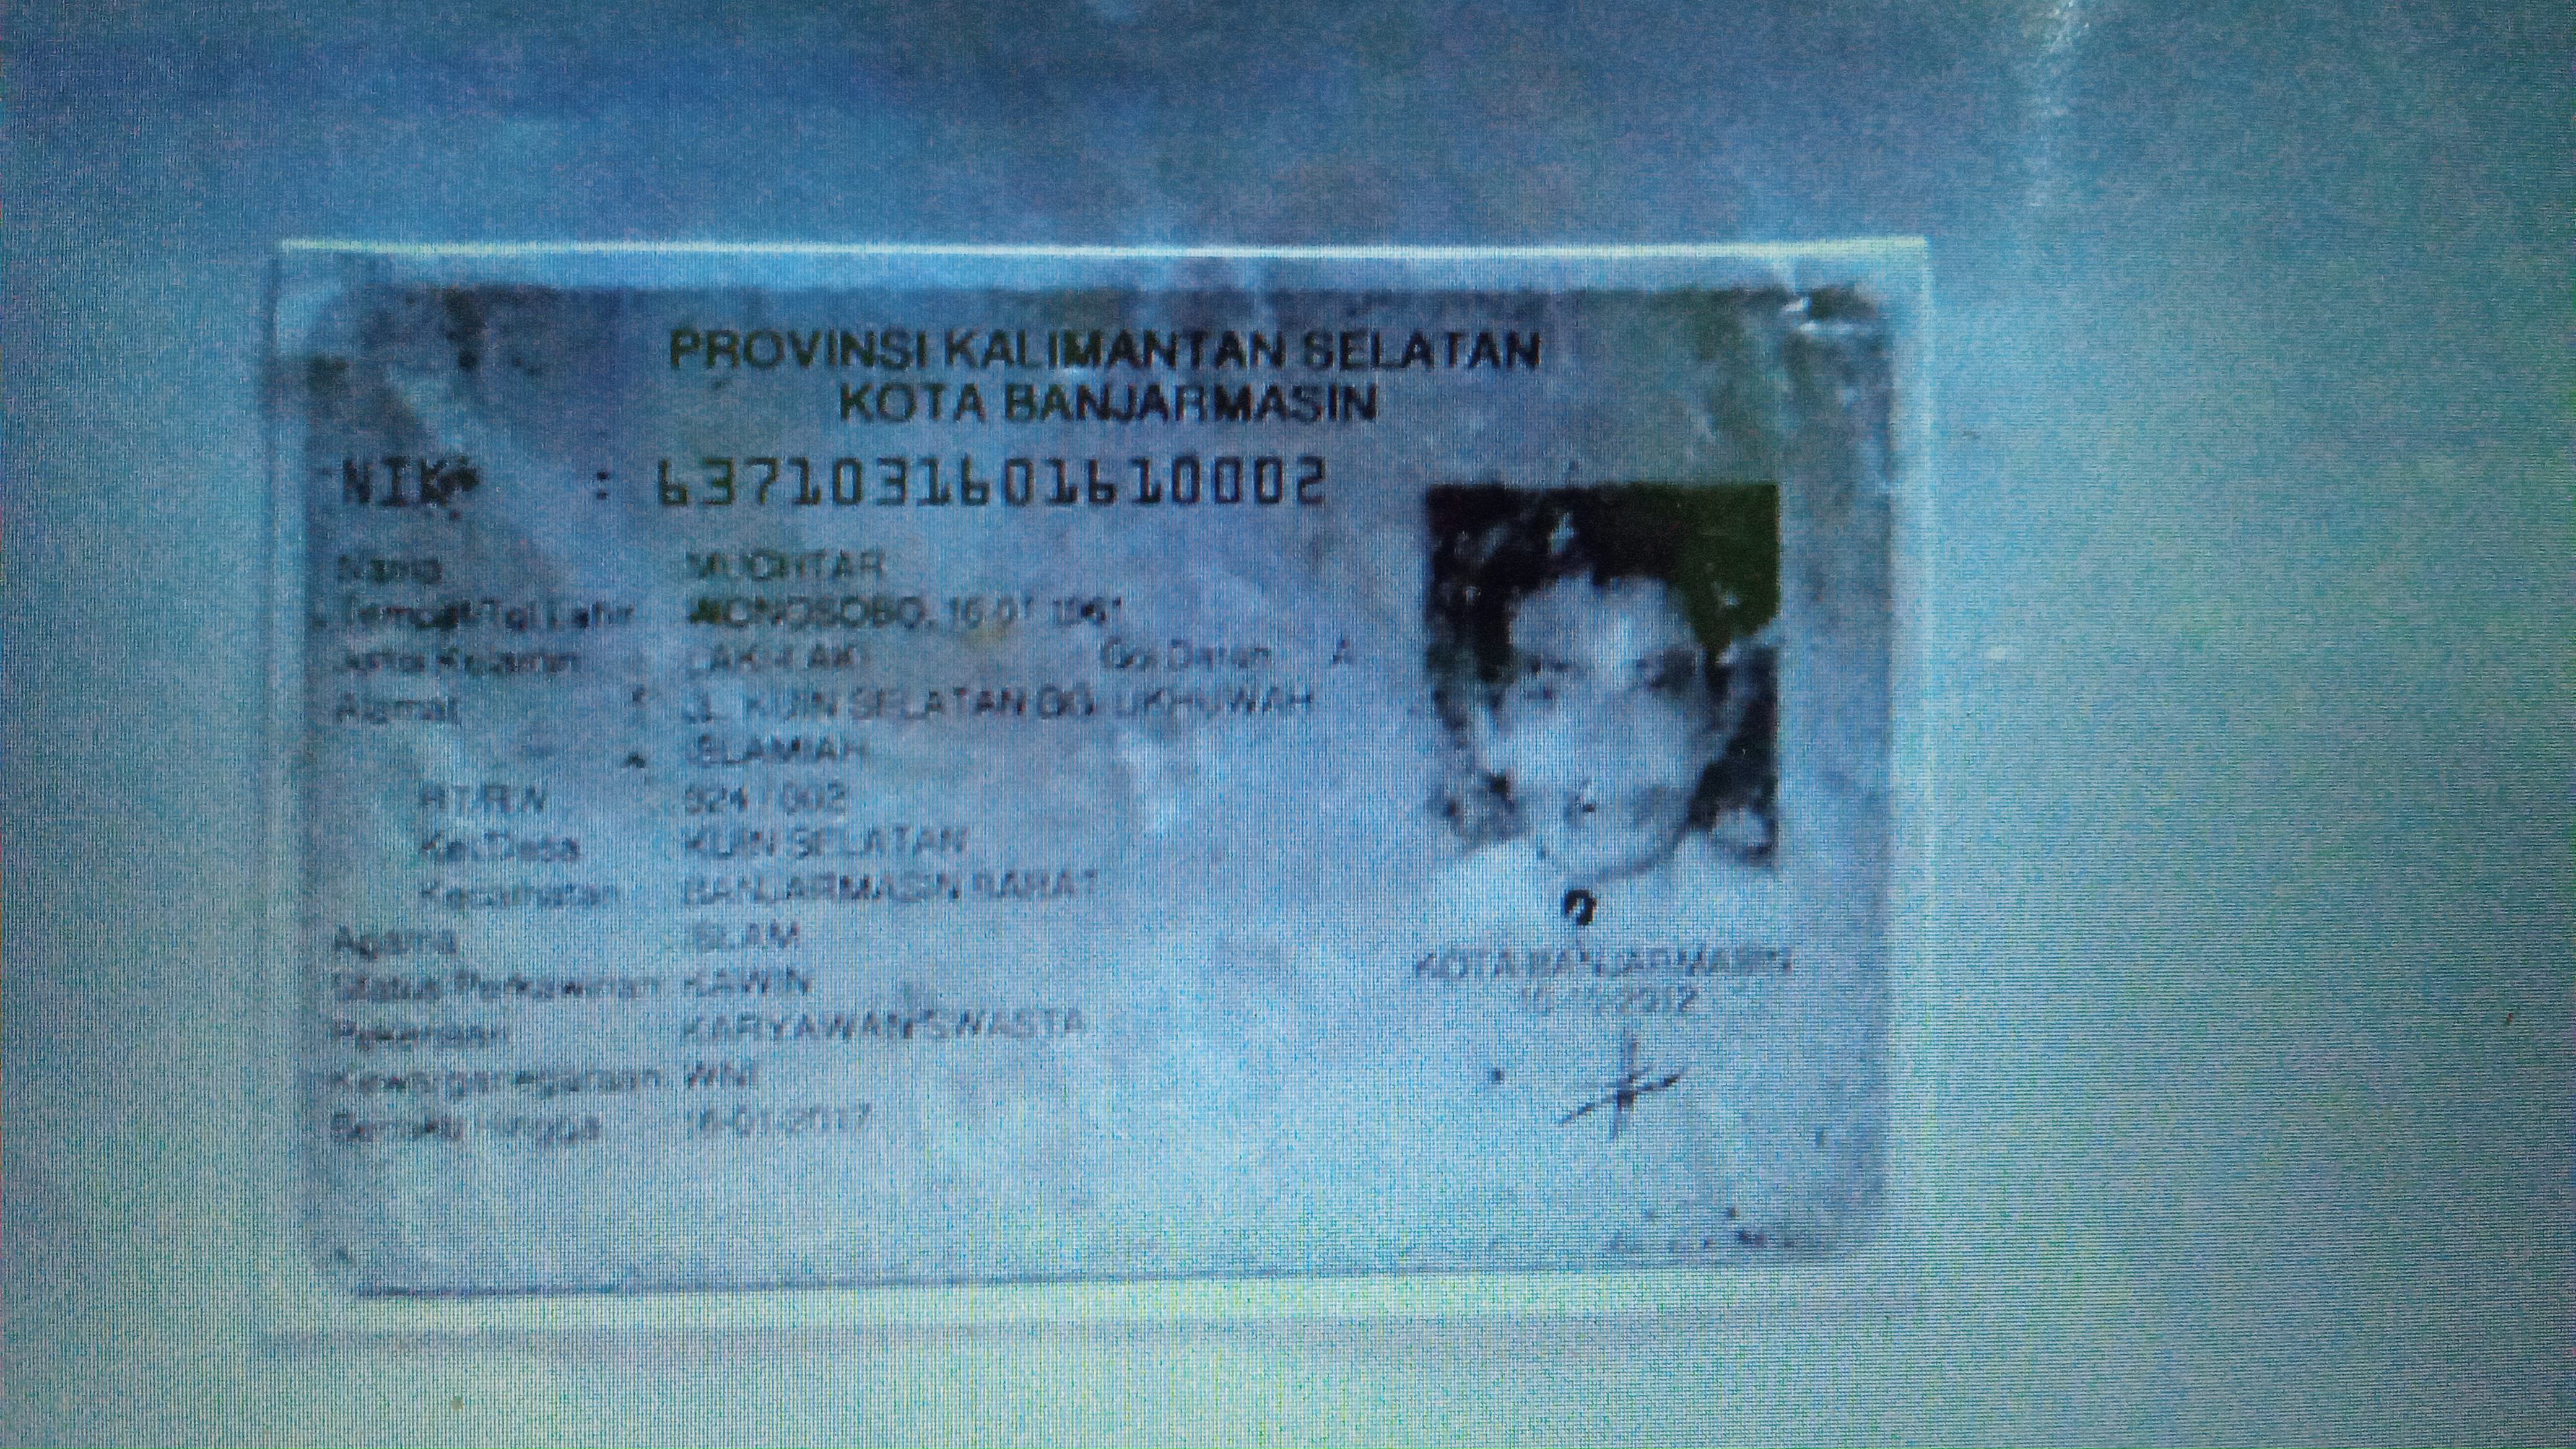 PROVINSI KALIMANTAN SELATAN
KOTA BANJARMASIN
NIK : 6371031601610002
Nama MUCHTAR
Tempat/Tgl Lahir WONOSOBO, 16-01-1961
Jenis Kelamin LAKI-LAKI Gol Darah A
Alamat : JL KUIN SELATAN GG UKHUWAH
ISLAMIAH
RT/RW 024 / 002
Kel/Desa KUIN SELATAN
Kecamatan BANJARMASIN BARAT
Agama ISLAM
Status Perkawinan KAWIN
Pekerjaan KARYAWAN SWASTA
Kewarganegaraan WNI
Berlaku Hingga 16-01-2017
KOTA BANJARMASIN